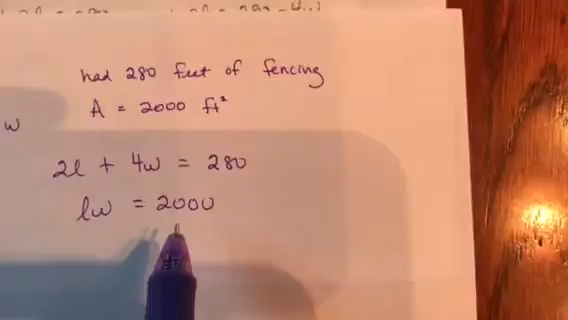 had 280 feet of fencing
A = 2000 ft²
w
2l + 4w = 280
lw = 2000